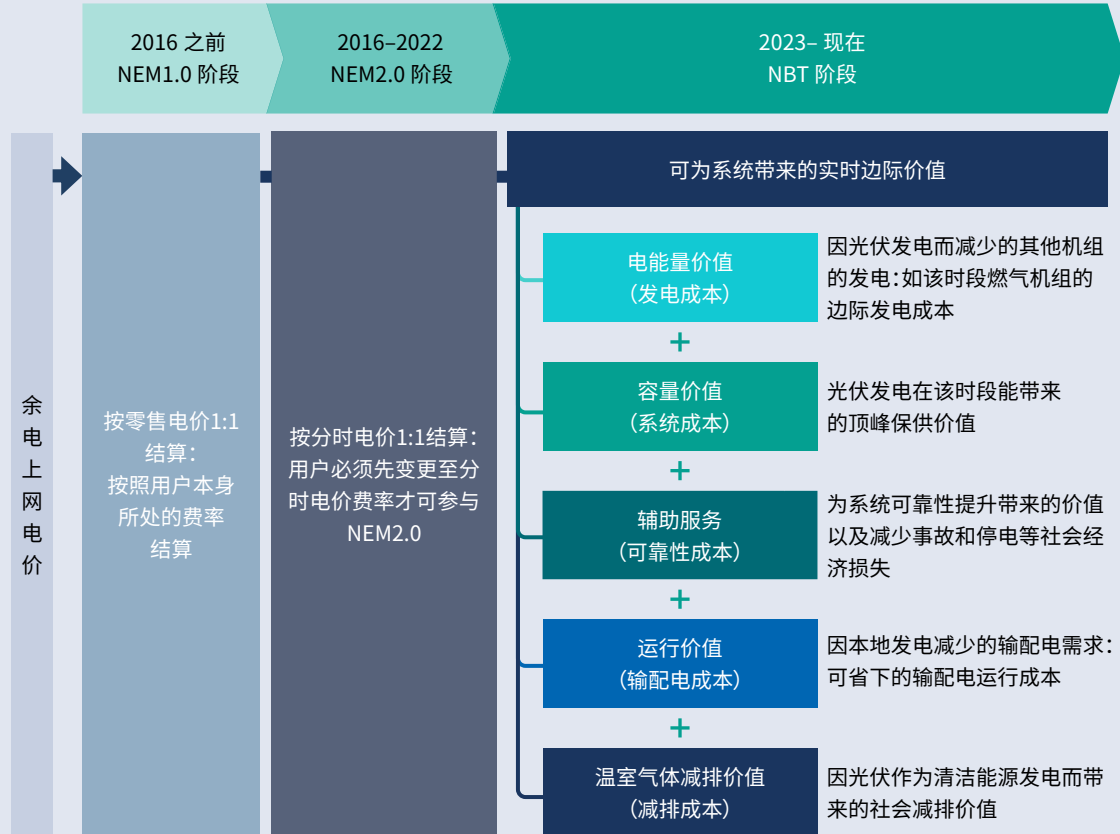 2016 之前
NEM1.0 阶段
2016–2022
NEM2.0 阶段
2023– 现在
NBT 阶段
余电上网电价
按零售电价1:1
结算：
按照用户本身
所处的费率
结算
按分时电价1:1结算：
用户必须先变更至分
时电价费率才可参与
NEM2.0
可为系统带来的实时边际价值
电能量价值
（发电成本）
因光伏发电而减少的其他机组
的发电：如该时段燃气机组的
边际发电成本
+
容量价值
（系统成本）
光伏发电在该时段能带来
的顶峰保供价值
+
辅助服务
（可靠性成本）
为系统可靠性提升带来的价值
以及减少事故和停电等社会经
济损失
+
运行价值
（输配电成本）
因本地发电减少的输配电需求：
可省下的输配电运行成本
+
温室气体减排价值
（减排成本）
因光伏作为清洁能源发电而带
来的社会减排价值